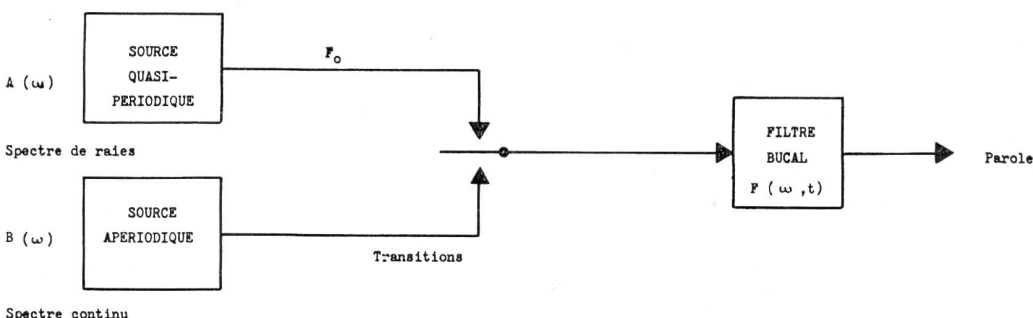 A (ω)
SOURCE
QUASI-
PERIODIQUE
F₀
Spectre de raies
B (ω)
SOURCE
APERIODIQUE
Transitions
Spectre continu
FILTRE
BUCAL
F ( ω ,t)
Parole